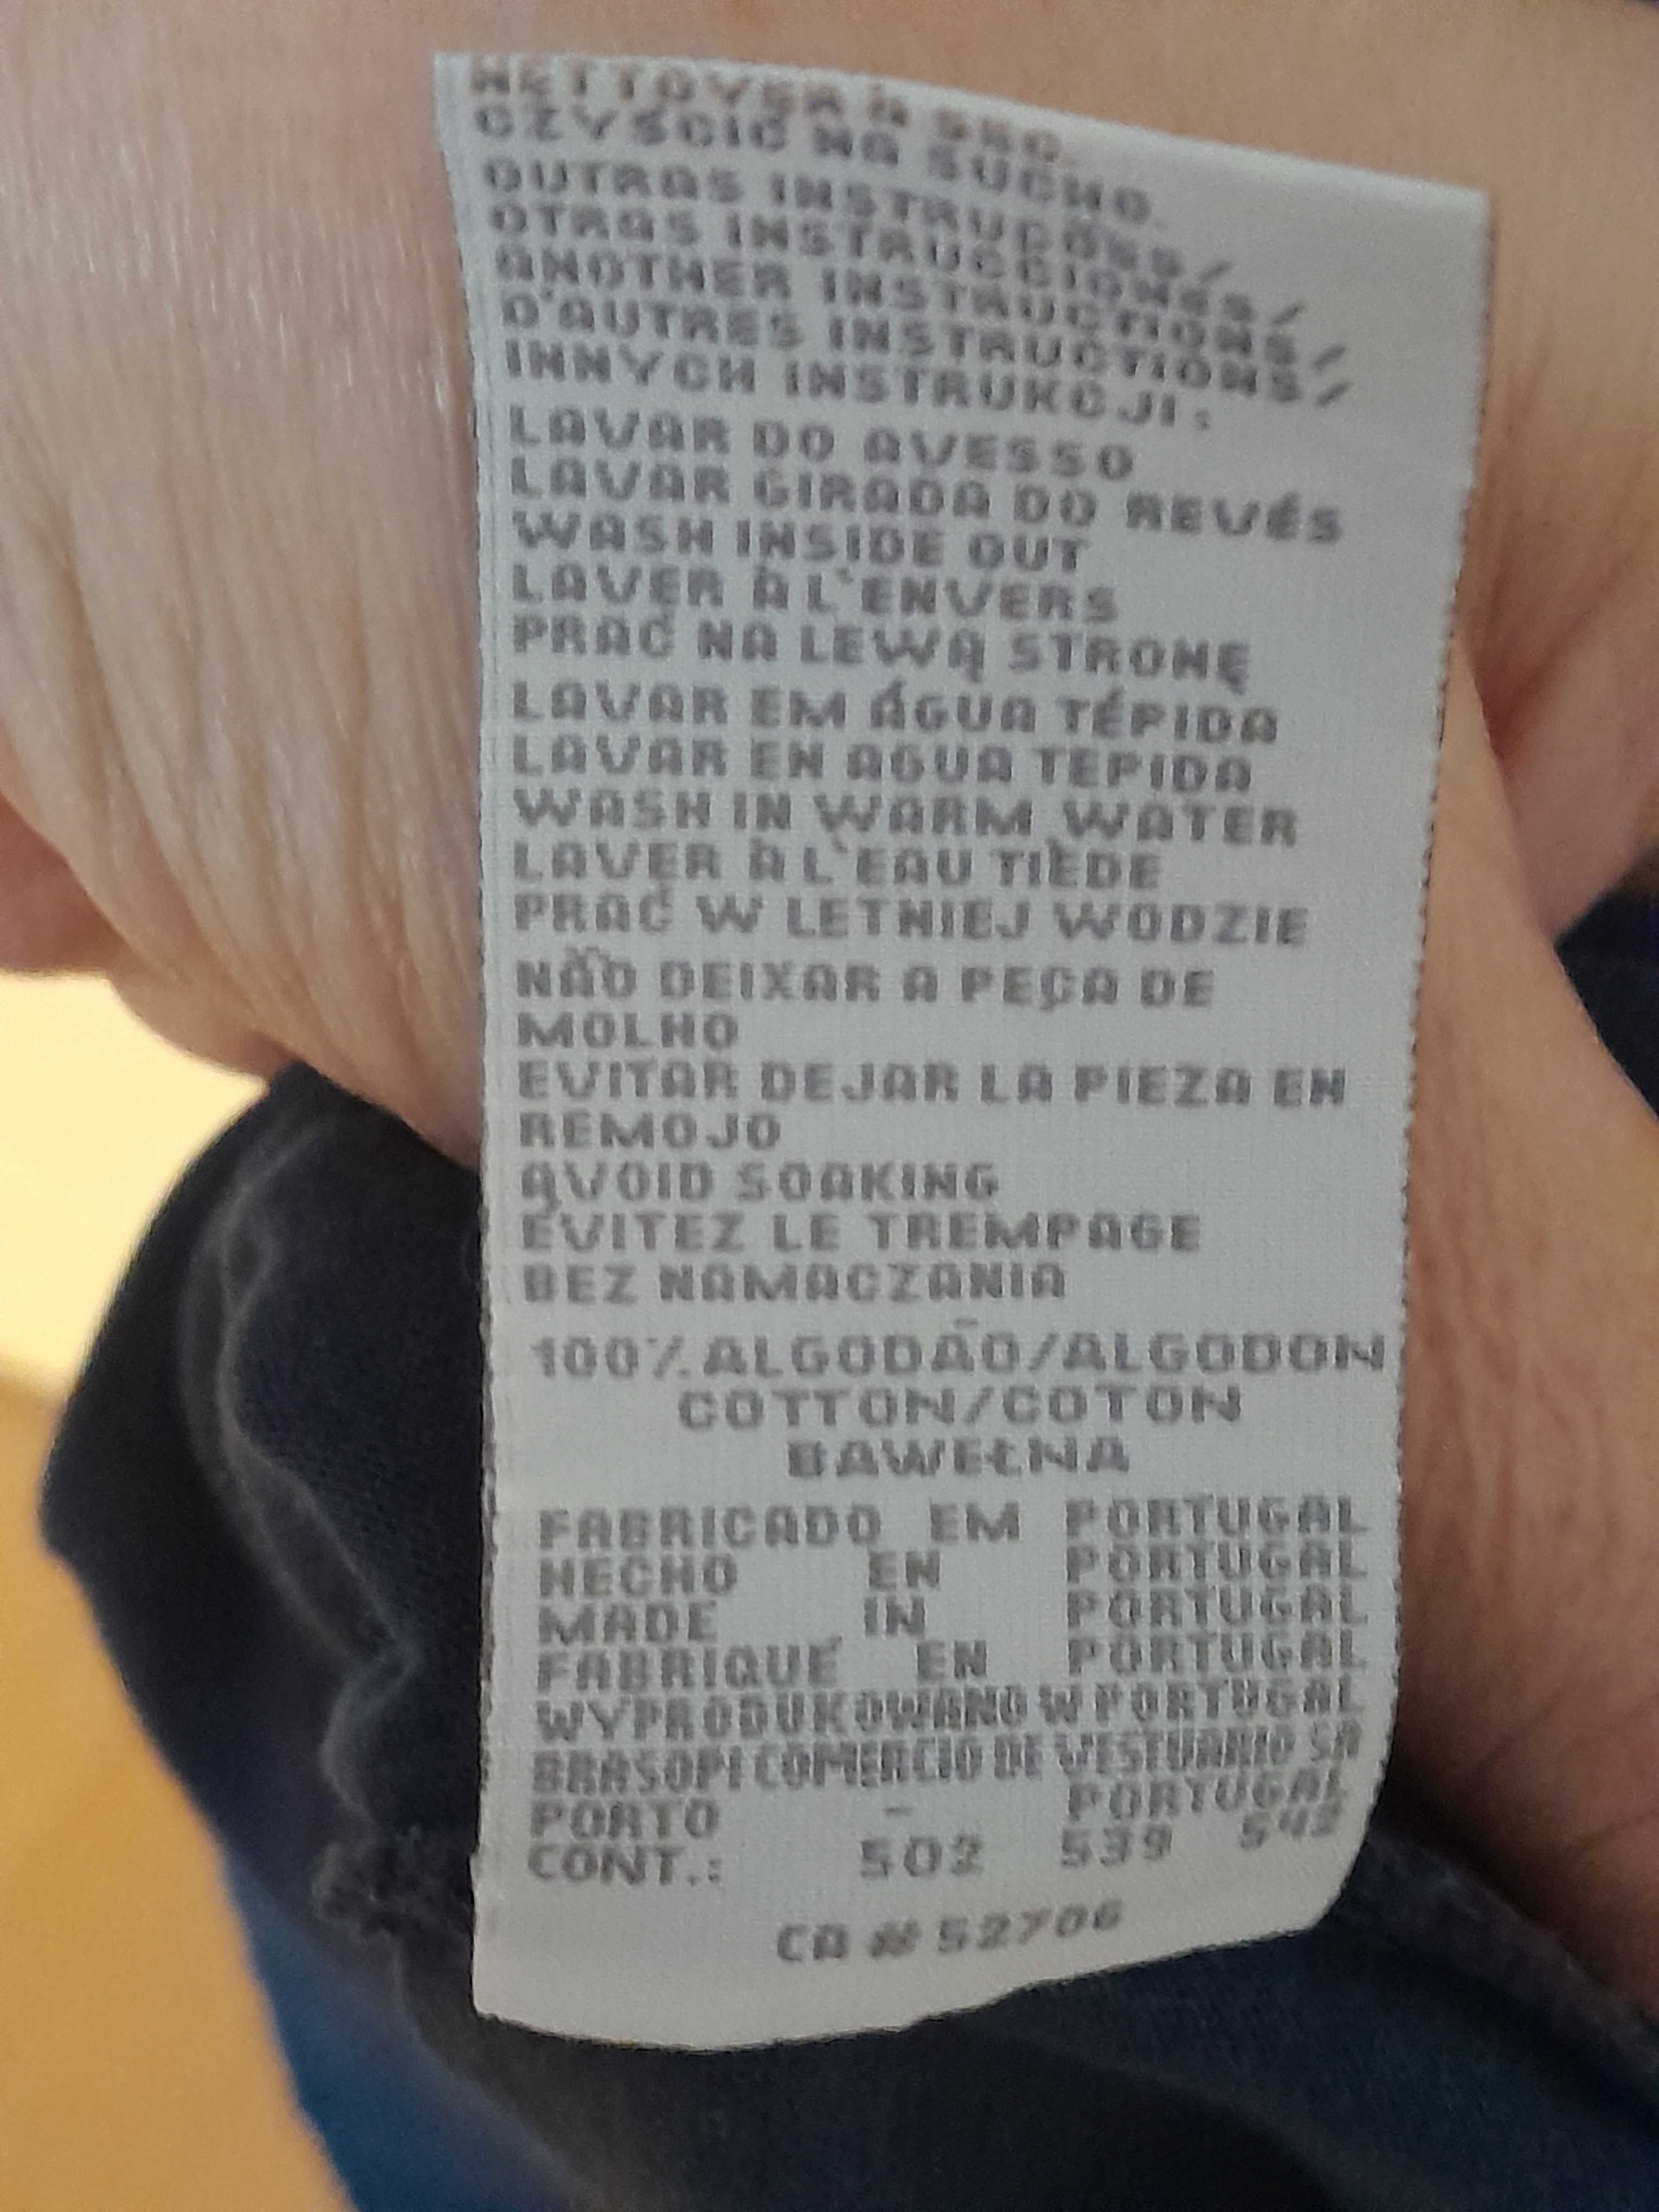 NETTOYER À SEC.
CZYŚCIĆ NA SUCHO.
OUTRAS INSTRUÇÕES/
OTRAS INSTRUCCIONES/
ANOTHER INSTRUCTIONS/
D'AUTRES INSTRUCTIONS/
INNYCH INSTRUKCJI:
LAVAR DO AVESSO
LAVAR GIRADA DO REVÉS
WASH INSIDE OUT
LAVER À L'ENVERS
PRAĆ NA LEWĄ STRONĘ
LAVAR EM ÁGUA TÉPIDA
LAVAR EN AGUA TEPIDA
WASH IN WARM WATER
LAVER À L'EAU TIÈDE
PRAĆ W LETNIEJ WODZIE
NÃO DEIXAR A PEÇA DE
MOLHO
EVITAR DEJAR LA PIEZA EN
REMOJO
AVOID SOAKING
ÉVITEZ LE TREMPAGE
BEZ NAMACZANIA
100% ALGODÃO/ALGODON
COTTON/COTON
BAWEŁNA
FABRICADO EM PORTUGAL
HECHO EN PORTUGAL
MADE IN PORTUGAL
FABRIQUÉ EN PORTUGAL
WYPRODUKOWANO W PORTUGAL
BRASOPI COMERCIO DE VESTUARIO SA
PORTO - PORTUGAL
CONT.: 502 539 542
CA # 52706